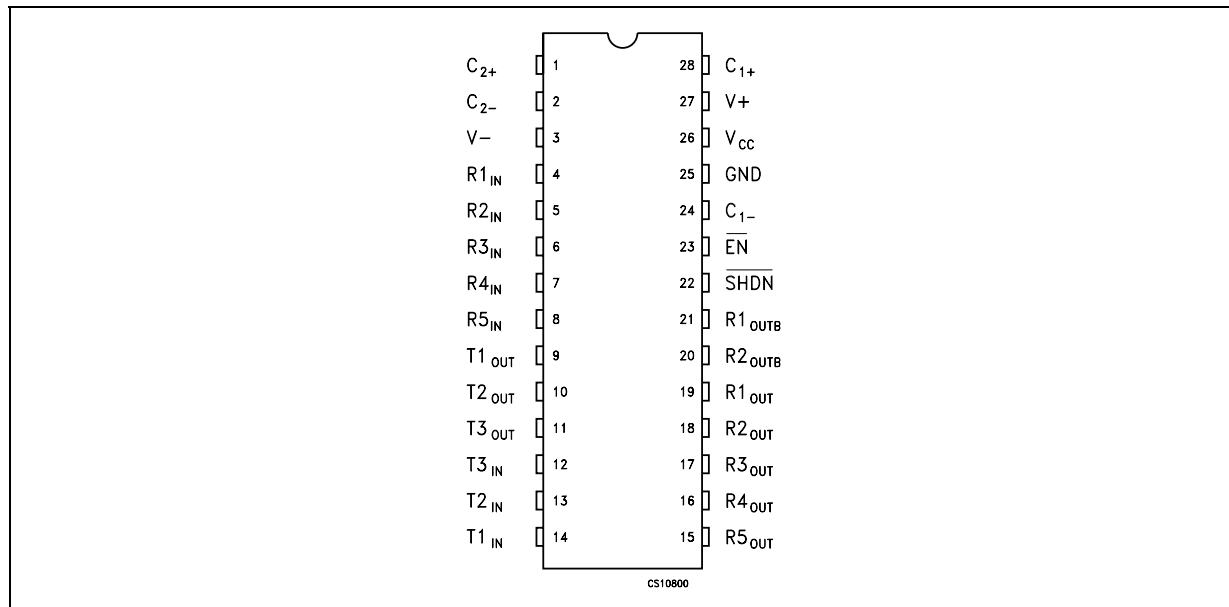 C2+ 1 28 C1+
C2− 2 27 V+
V− 3 26 VCC
R1IN 4 25 GND
R2IN 5 24 C1−
R3IN 6 23 EN
R4IN 7 22 SHDN
R5IN 8 21 R1OUTB
T1OUT 9 20 R2OUTB
T2OUT 10 19 R1OUT
T3OUT 11 18 R2OUT
T3IN 12 17 R3OUT
T2IN 13 16 R4OUT
T1IN 14 15 R5OUT
CS10800